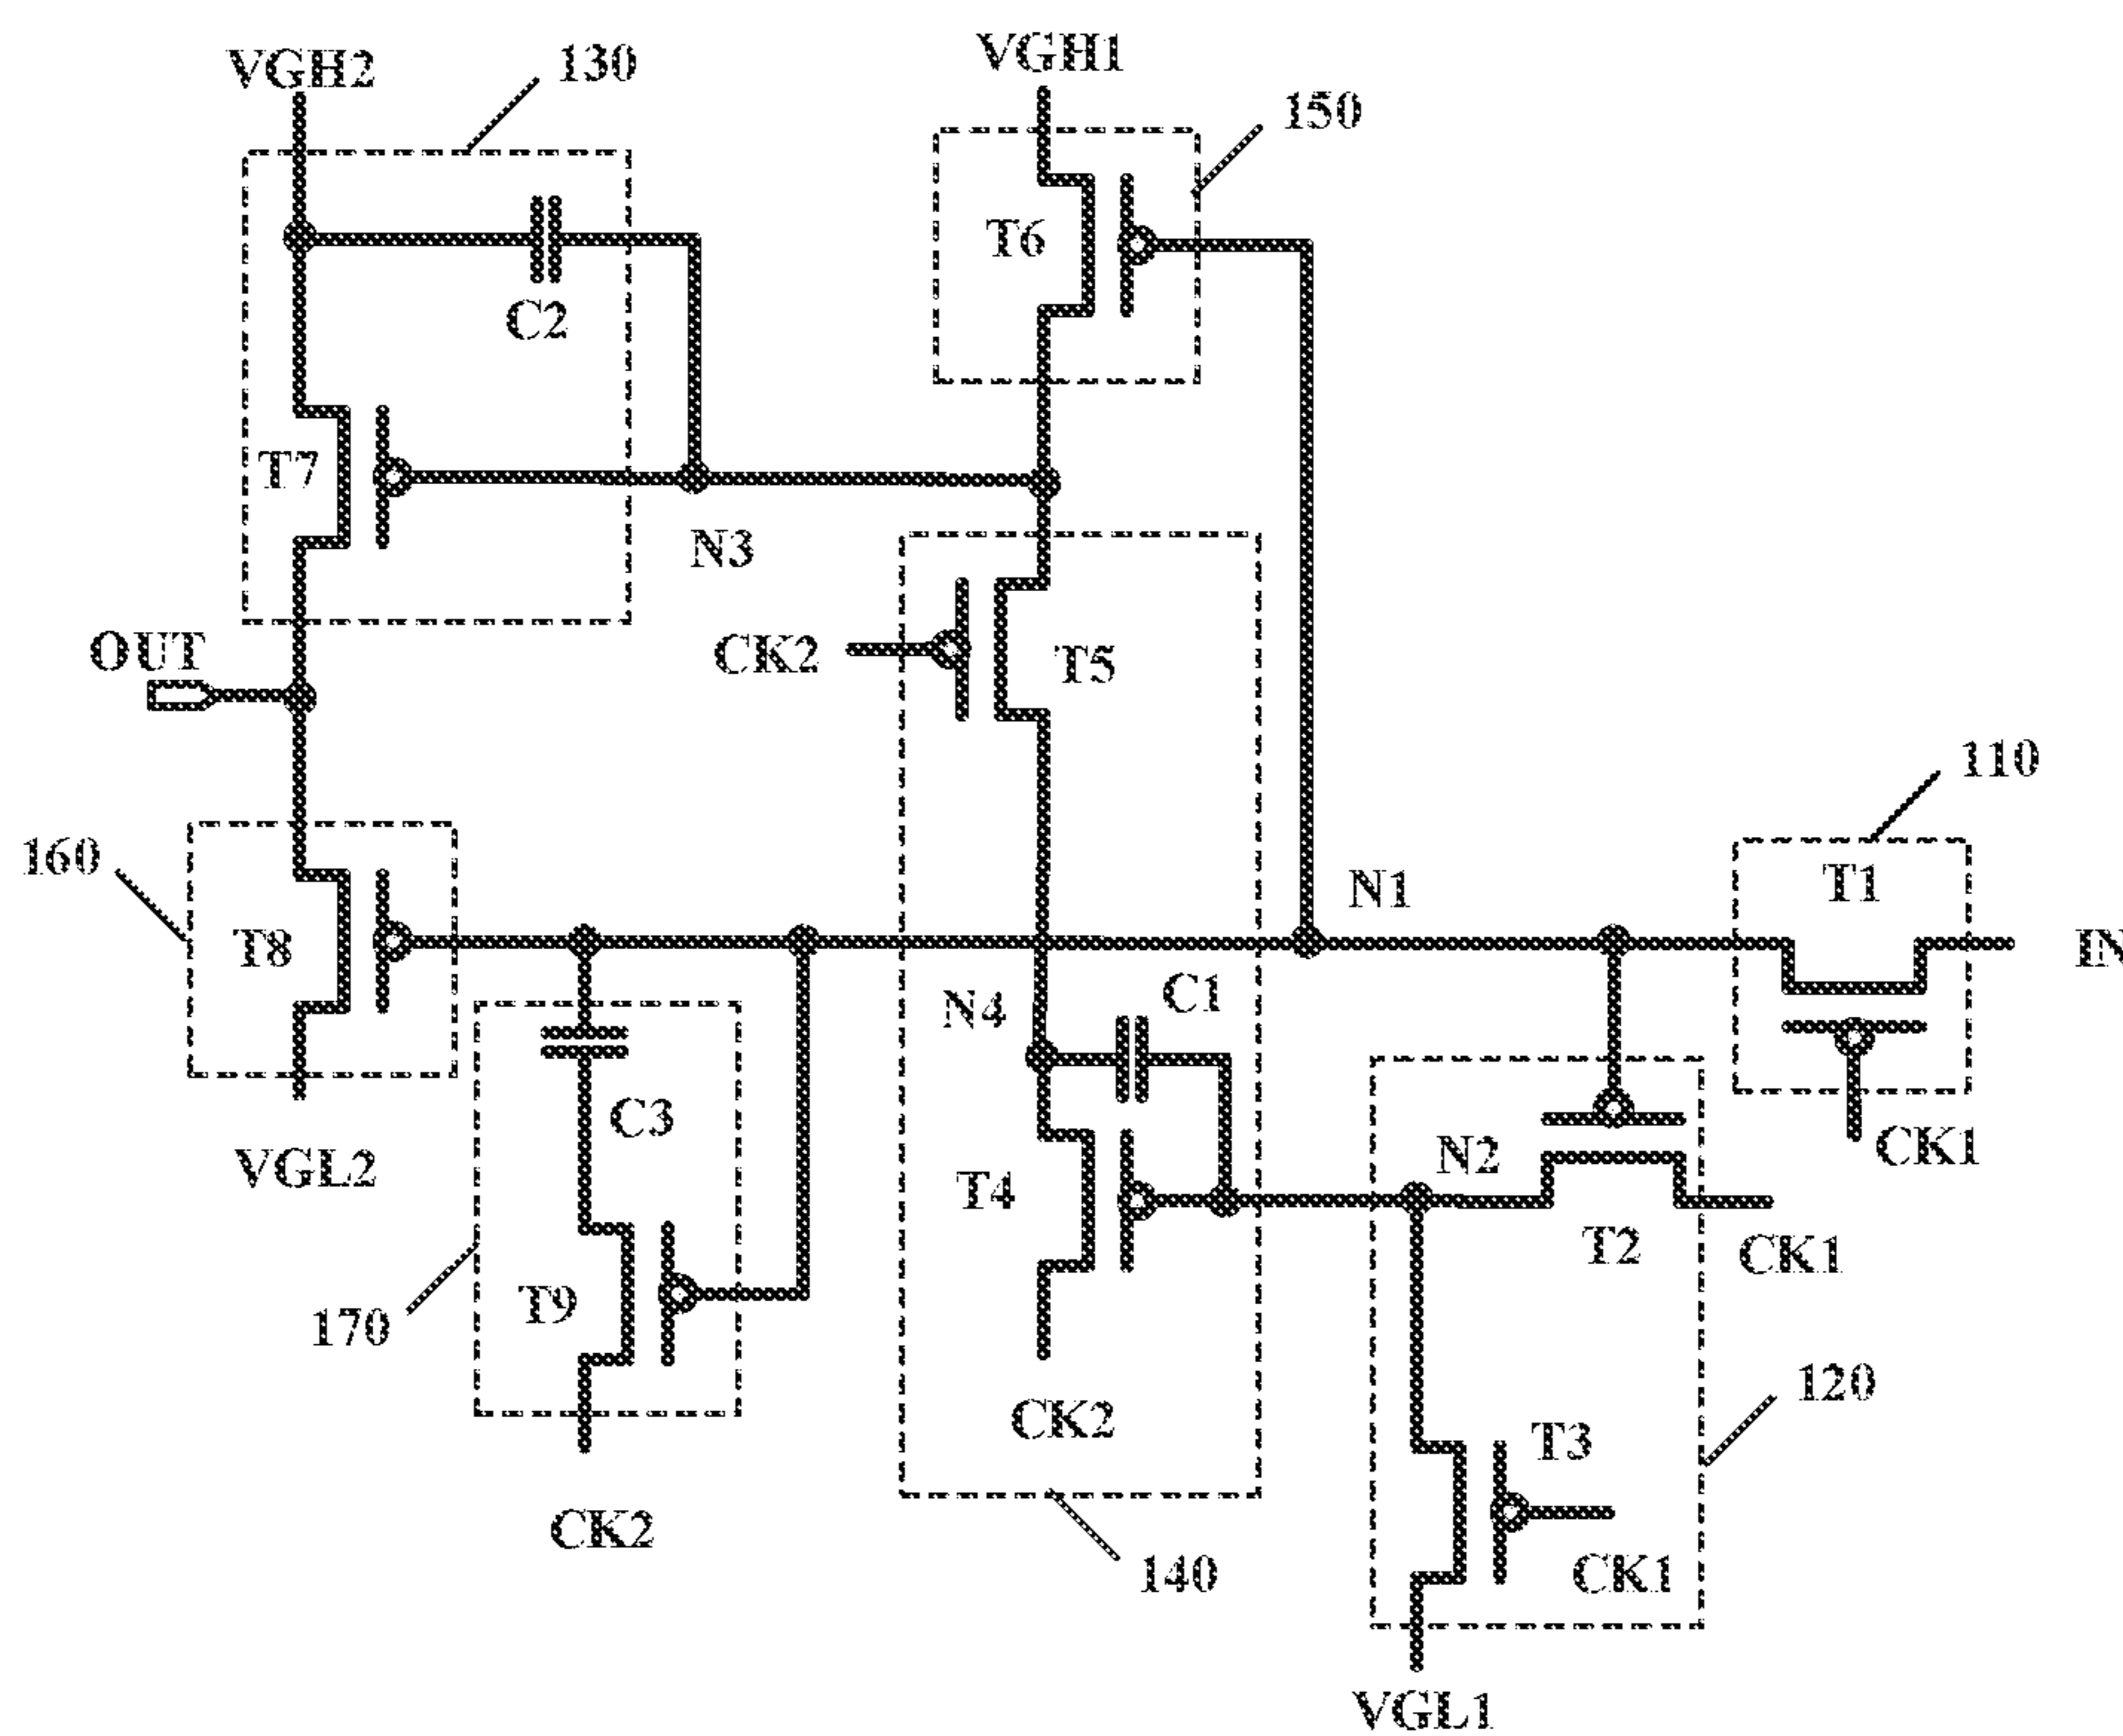 VGH2
130
VGH1
150
T6
C2
T7
N3
OUT
CK2
T5
110
160
N1
T1
T8
IN
N4
C1
C3
N2
CK1
VGL2
T4
T2
CK1
170
T9
120
CK2
T3
CK2
140
CK1
VGL1